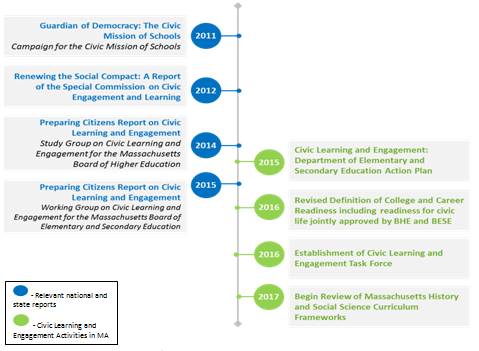 Guardian of Democracy: The Civic
Mission of Schools
Campaign for the Civic Mission of Schools
2011
Renewing the Social Compact: A Report
of the Special Commission on Civic
Engagement and Learning
2012
Preparing Citizens Report on Civic
Learning and Engagement
Study Group on Civic Learning and
Engagement for the Massachusetts
Board of Higher Education
2014
2015
Civic Learning and Engagement:
Department of Elementary and
Secondary Education Action Plan
Preparing Citizens Report on Civic
Learning and Engagement
Working Group on Civic Learning and
Engagement for the Massachusetts Board of
Elementary and Secondary Education
2015
2016
Revised Definition of College and Career
Readiness including readiness for civic
life jointly approved by BHE and BESE
2016
Establishment of Civic Learning and
Engagement Task Force
2017
Begin Review of Massachusetts History
and Social Science Curriculum
Frameworks
- Relevant national and
state reports
- Civic Learning and
Engagement Activities in MA